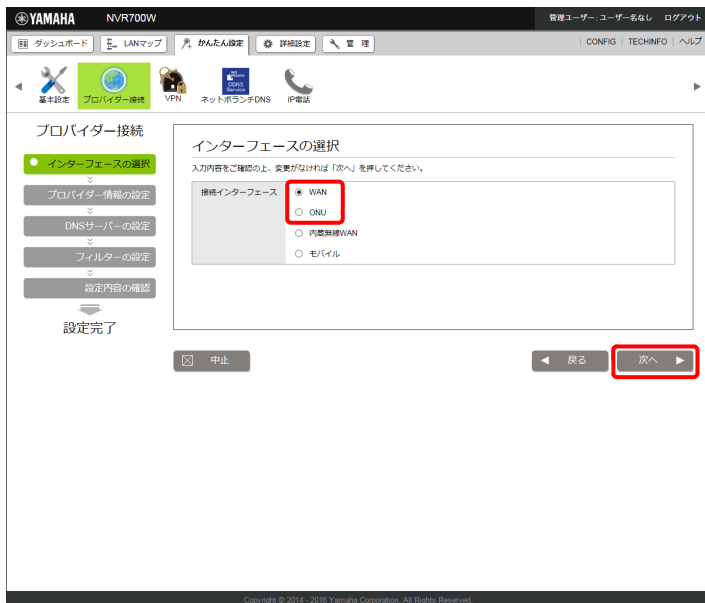 YAMAHA NVR700W 管理ユーザー:ユーザー名なし ログアウト
ダッシュボード LANマップ かんたん設定 詳細設定 管 理 CONFIG TECHINFO ヘルプ
基本設定 プロバイダー接続 VPN ネットボランチDNS IP電話
DDNS
Service
プロバイダー接続
インターフェースの選択
プロバイダー情報の設定
DNSサーバーの設定
フィルターの設定
設定内容の確認
設定完了
インターフェースの選択
入力内容をご確認の上、変更がなければ「次へ」を押してください。
接続インターフェース WAN
ONU
内蔵無線WAN
モバイル
中止 戻る 次へ
Copyright © 2014 - 2016 Yamaha Corporation. All Rights Reserved.